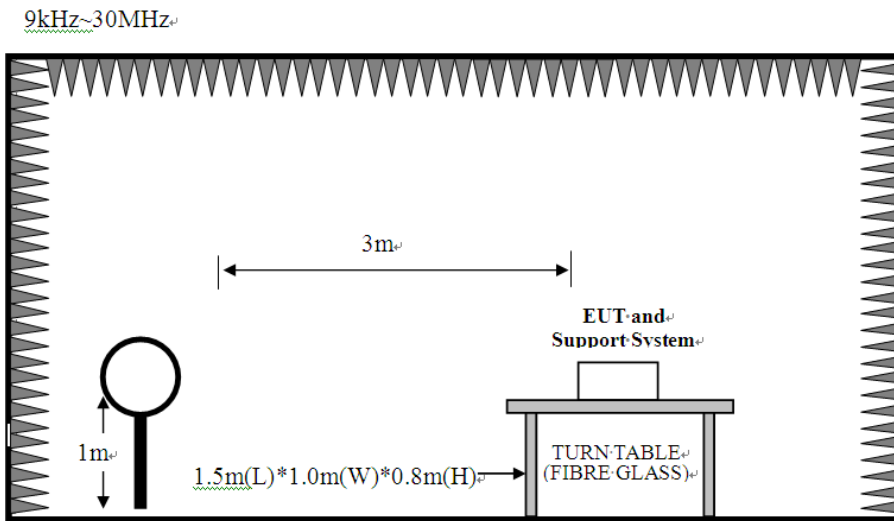 9kHz~30MHz
3m
EUT and
Support System
1m
1.5m(L)*1.0m(W)*0.8m(H)
TURN TABLE
(FIBRE GLASS)